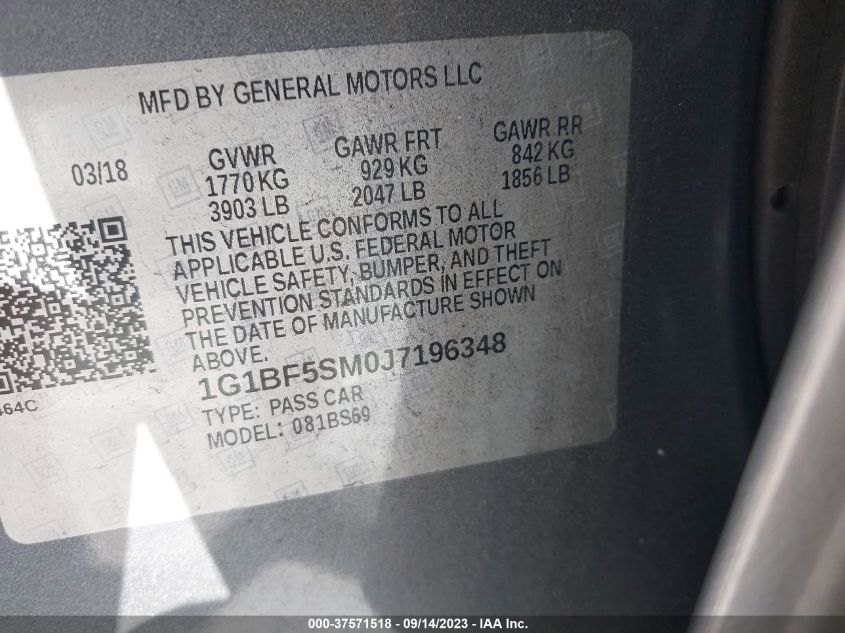 MFD BY GENERAL MOTORS LLC
03/18 GVWR GAWR FRT GAWR RR
1770 KG 929 KG 842 KG
3903 LB 2047 LB 1856 LB
THIS VEHICLE CONFORMS TO ALL
APPLICABLE U.S. FEDERAL MOTOR
VEHICLE SAFETY, BUMPER, AND THEFT
PREVENTION STANDARDS IN EFFECT ON
THE DATE OF MANUFACTURE SHOWN
ABOVE.
1G1BF5SM0J7196348
TYPE: PASS CAR
MODEL: 081BS69
000-37571518 - 09/14/2023 - IAA Inc.